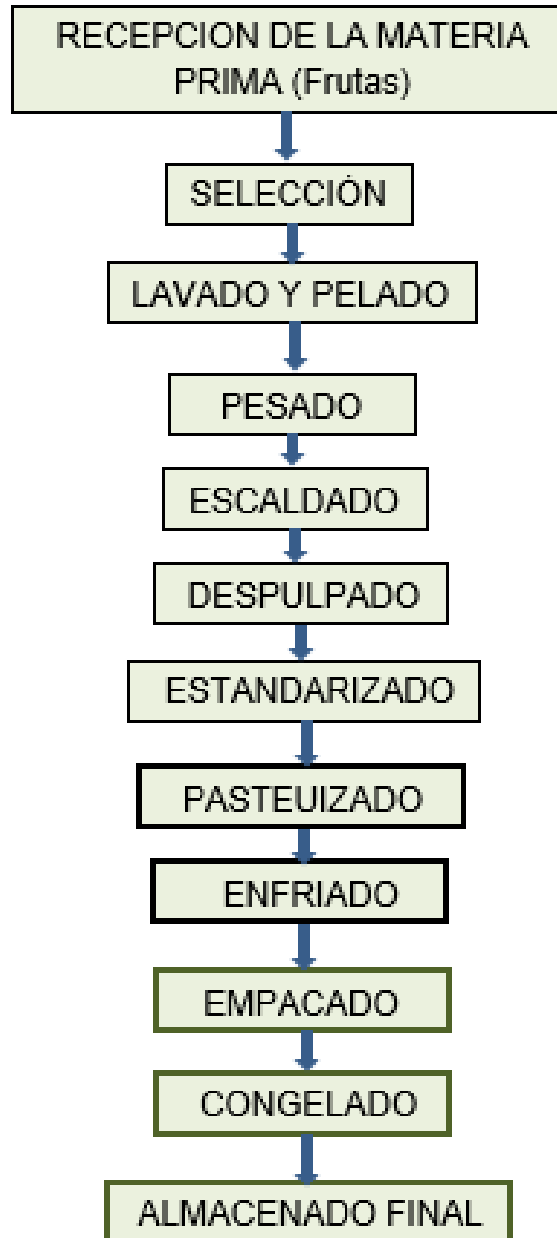 RECEPCION DE LA MATERIA
PRIMA (Frutas)
SELECCIÓN
LAVADO Y PELADO
PESADO
ESCALDADO
DESPULPADO
ESTANDARIZADO
PASTEUIZADO
ENFRIADO
EMPACADO
CONGELADO
ALMACENADO FINAL